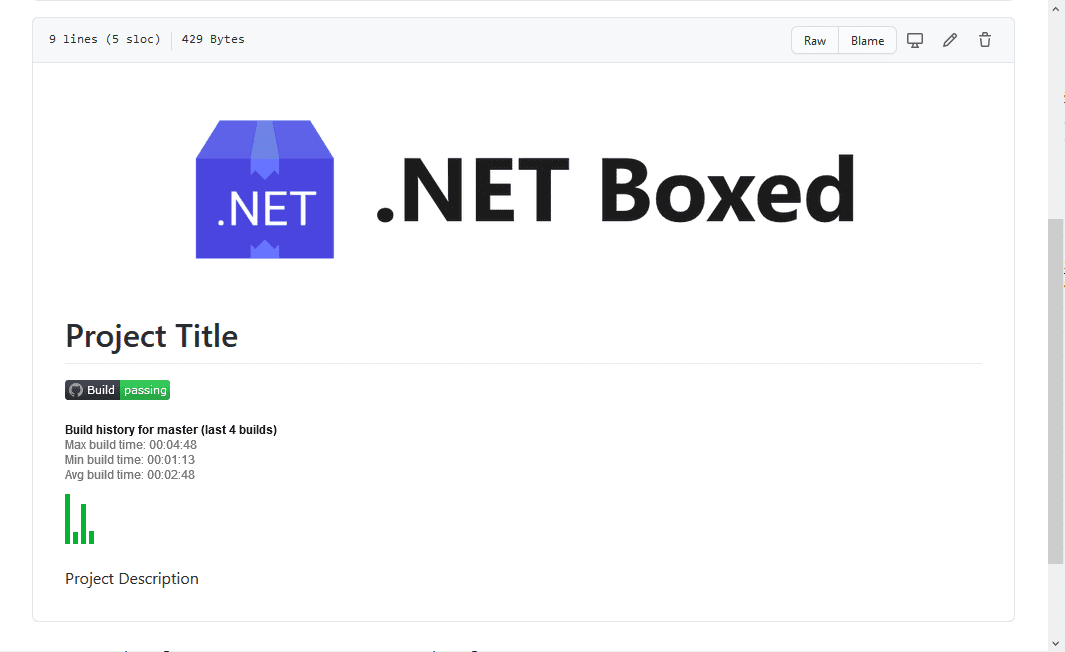 9 lines (5 sloc) 429 Bytes Raw Blame
.NET .NET Boxed
Project Title
Build passing
Build history for master (last 4 builds)
Max build time: 00:04:48
Min build time: 00:01:13
Avg build time: 00:02:48
Project Description